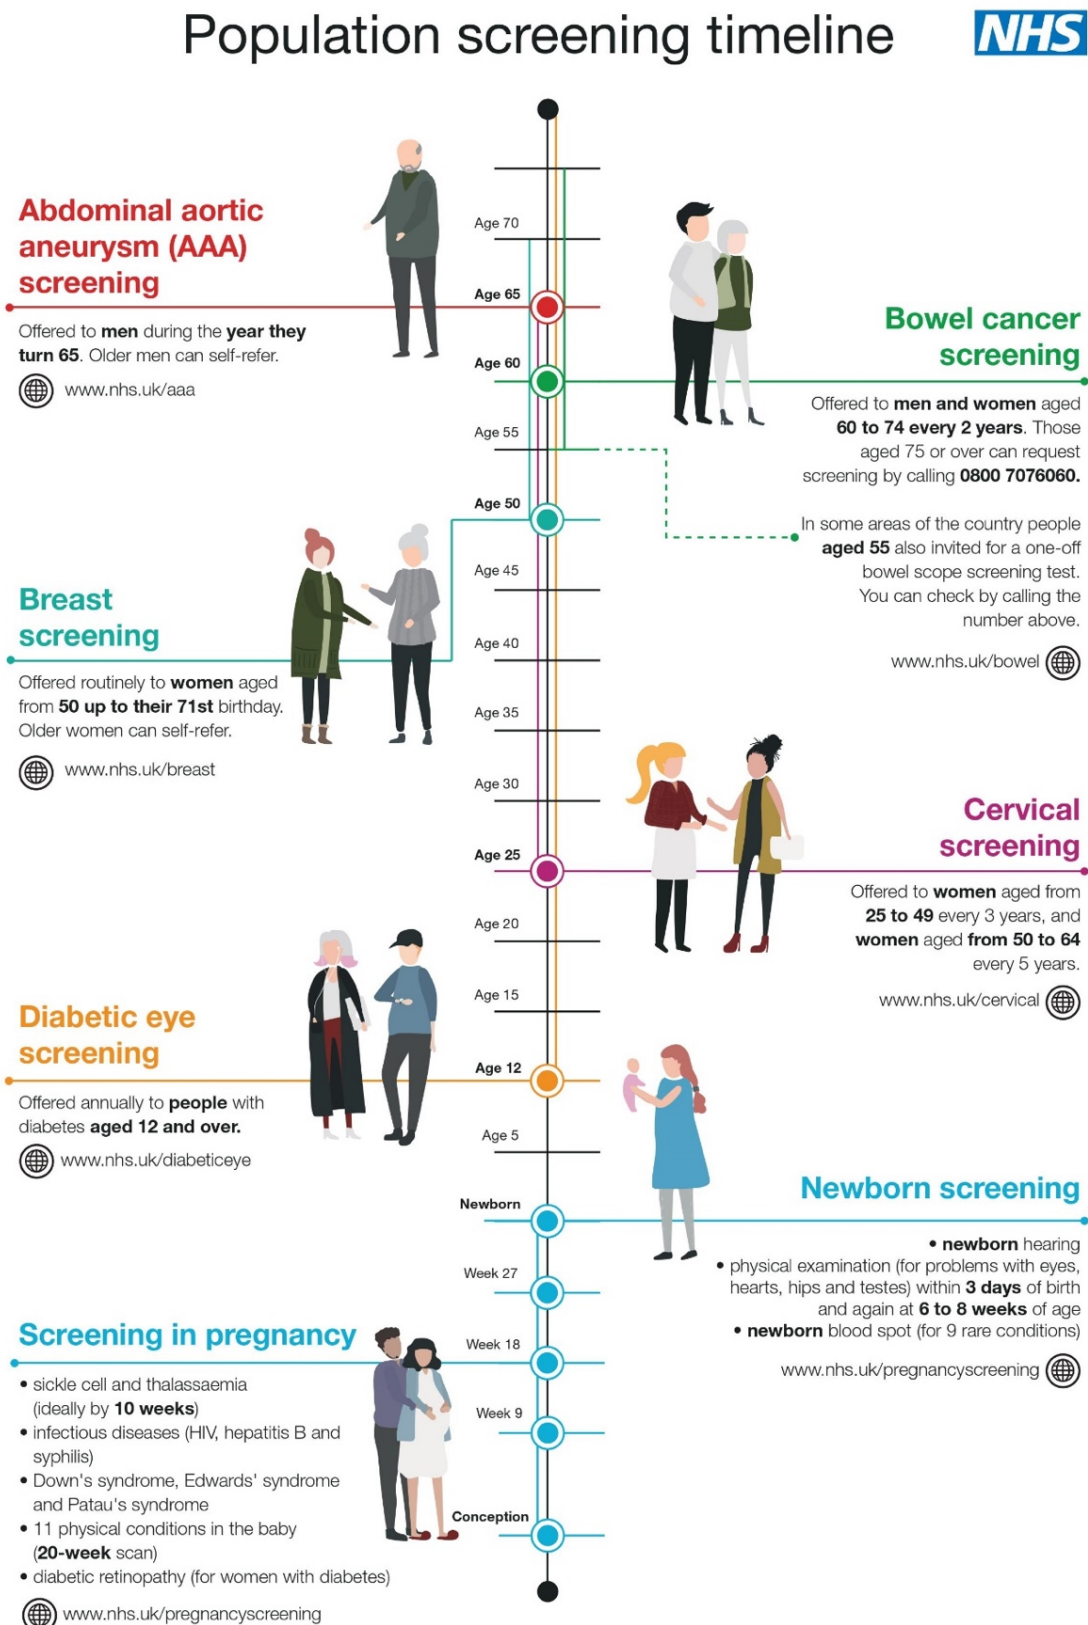 Population screening timeline
NHS
Abdominal aortic
aneurysm (AAA)
screening
Offered to men during the year they
turn 65. Older men can self-refer.
www.nhs.uk/aaa
Age 70
Age 65
Age 60
Age 55
Age 50
Age 45
Age 40
Age 35
Age 30
Age 25
Age 20
Age 15
Age 12
Age 5
Newborn
Week 27
Week 18
Week 9
Conception
Bowel cancer
screening
Offered to men and women aged
60 to 74 every 2 years. Those
aged 75 or over can request
screening by calling 0800 7076060.
In some areas of the country people
aged 55 also invited for a one-off
bowel scope screening test.
You can check by calling the
number above.
www.nhs.uk/bowel
Breast
screening
Offered routinely to women aged
from 50 up to their 71st birthday.
Older women can self-refer.
www.nhs.uk/breast
Cervical
screening
Offered to women aged from
25 to 49 every 3 years, and
women aged from 50 to 64
every 5 years.
www.nhs.uk/cervical
Diabetic eye
screening
Offered annually to people with
diabetes aged 12 and over.
www.nhs.uk/diabeticeye
Newborn screening
• newborn hearing
• physical examination (for problems with eyes,
hearts, hips and testes) within 3 days of birth
and again at 6 to 8 weeks of age
• newborn blood spot (for 9 rare conditions)
www.nhs.uk/pregnancyscreening
Screening in pregnancy
• sickle cell and thalassaemia
(ideally by 10 weeks)
• infectious diseases (HIV, hepatitis B and
syphilis)
• Down's syndrome, Edwards' syndrome
and Patau's syndrome
• 11 physical conditions in the baby
(20-week scan)
• diabetic retinopathy (for women with diabetes)
www.nhs.uk/pregnancyscreening